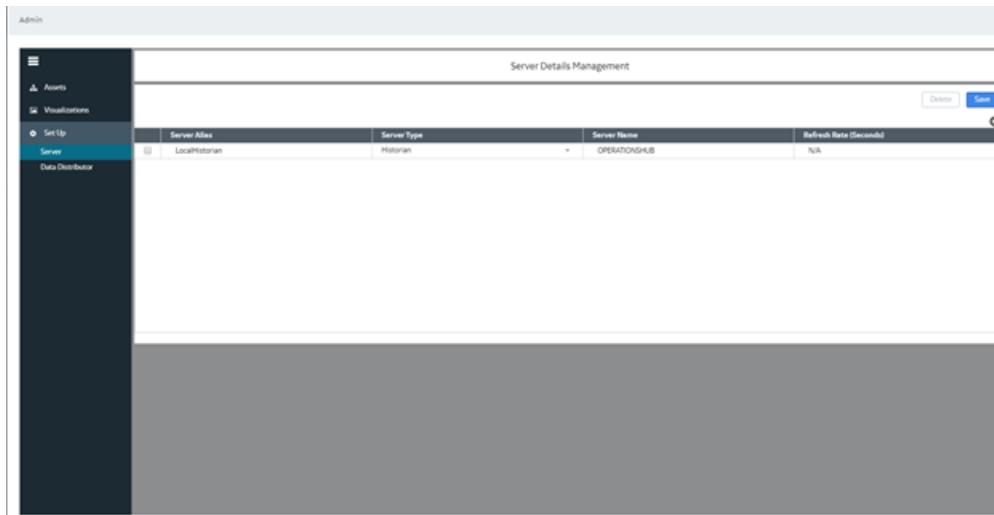 Admin
Server Details Management
Assets
Visualizations
Set Up
Server
Data Distributor
Delete Save
Server Alias Server Type Server Name Refresh Rate (Seconds)
LocalHistorian Historian OPERATIONSHUB N/A